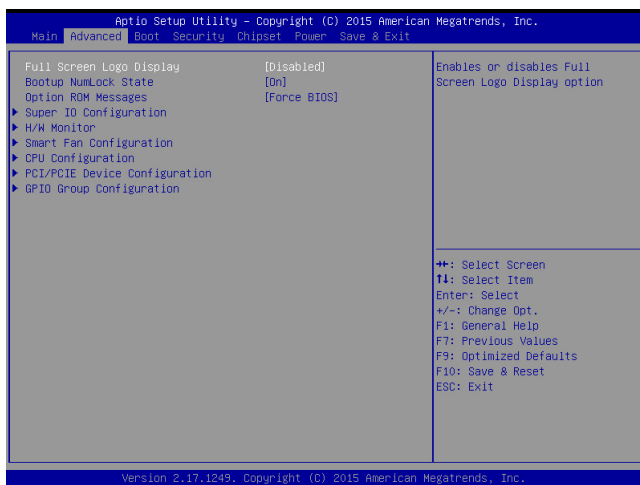 Aptio Setup Utility – Copyright (C) 2015 American Megatrends, Inc.
Main Advanced Boot Security Chipset Power Save & Exit
Full Screen Logo Display [Disabled]
Bootup NumLock State [On]
Option ROM Messages [Force BIOS]
Super IO Configuration
H/W Monitor
Smart Fan Configuration
CPU Configuration
PCI/PCIE Device Configuration
GPIO Group Configuration
Enables or disables Full
Screen Logo Display option
→←: Select Screen
↑↓: Select Item
Enter: Select
+/-: Change Opt.
F1: General Help
F7: Previous Values
F9: Optimized Defaults
F10: Save & Reset
ESC: Exit
Version 2.17.1249. Copyright (C) 2015 American Megatrends, Inc.